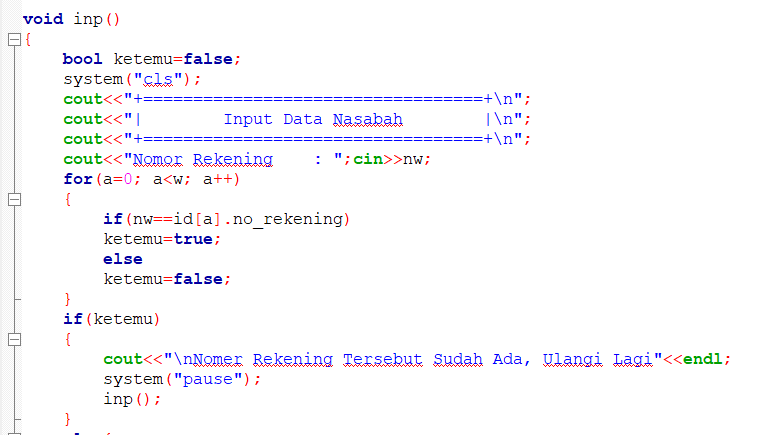 void inp()
{
bool ketemu=false;
system("cls");
cout<<"+==================================+\n";
cout<<"|        Input Data Nasabah        |\n";
cout<<"+==================================+\n";
cout<<"Nomor Rekening    : ";cin>>nw;
for(a=0; a<w; a++)
{
if(nw==id[a].no_rekening)
ketemu=true;
else
ketemu=false;
}
if(ketemu)
{
cout<<"\nNomer Rekening Tersebut Sudah Ada, Ulangi Lagi"<<endl;
system("pause");
inp();
}